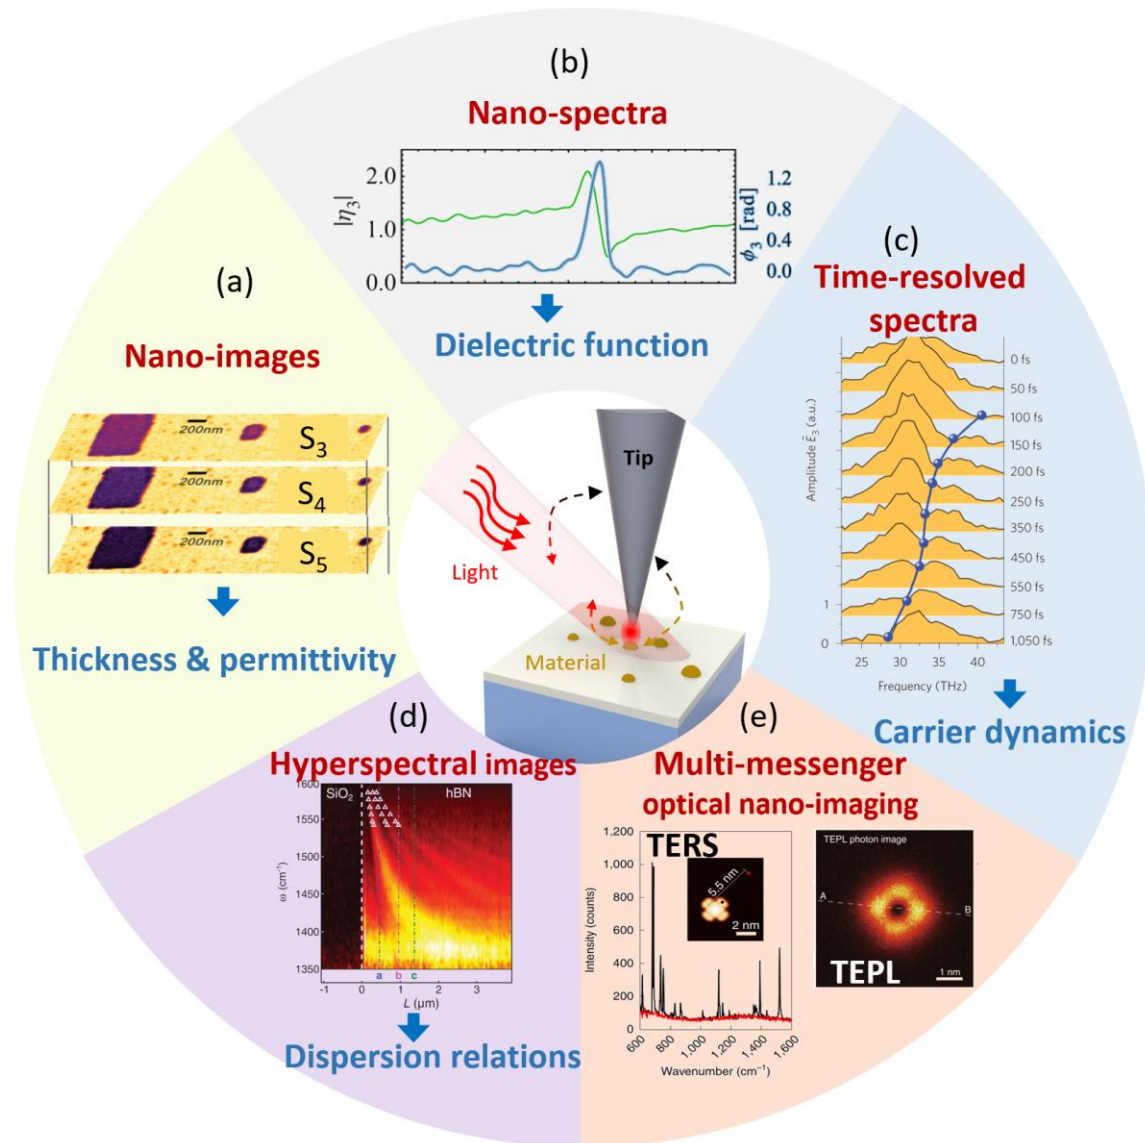 (b)
Nano-spectra
|η₃|
2.0
1.0
0.0
1.2
0.8
0.4
0.0
ϕ₃ [rad]
Dielectric function
(a)
Nano-images
200nm
S₃
200nm
S₄
200nm
S₅
Thickness & permittivity
(c)
Time-resolved
spectra
0 fs
50 fs
100 fs
150 fs
200 fs
250 fs
350 fs
450 fs
550 fs
750 fs
1,050 fs
Amplitude Ẽ₃ (a.u.)
1
0
25 30 35 40
Frequency (THz)
Carrier dynamics
Tip
Light
Material
(d)
Hyperspectral images
SiO₂ hBN
1600
1550
1500
1450
1400
1350
ω (cm⁻¹)
a b c
-1 0 1 2 3
L (μm)
Dispersion relations
(e)
Multi-messenger
optical nano-imaging
TERS
1,200
1,000
800
600
400
200
0
Intensity (counts)
5.5 nm
2 nm
600 800 1,000 1,200 1,400 1,600
Wavenumber (cm⁻¹)
TEPL photon image
A
B
TEPL
1 nm